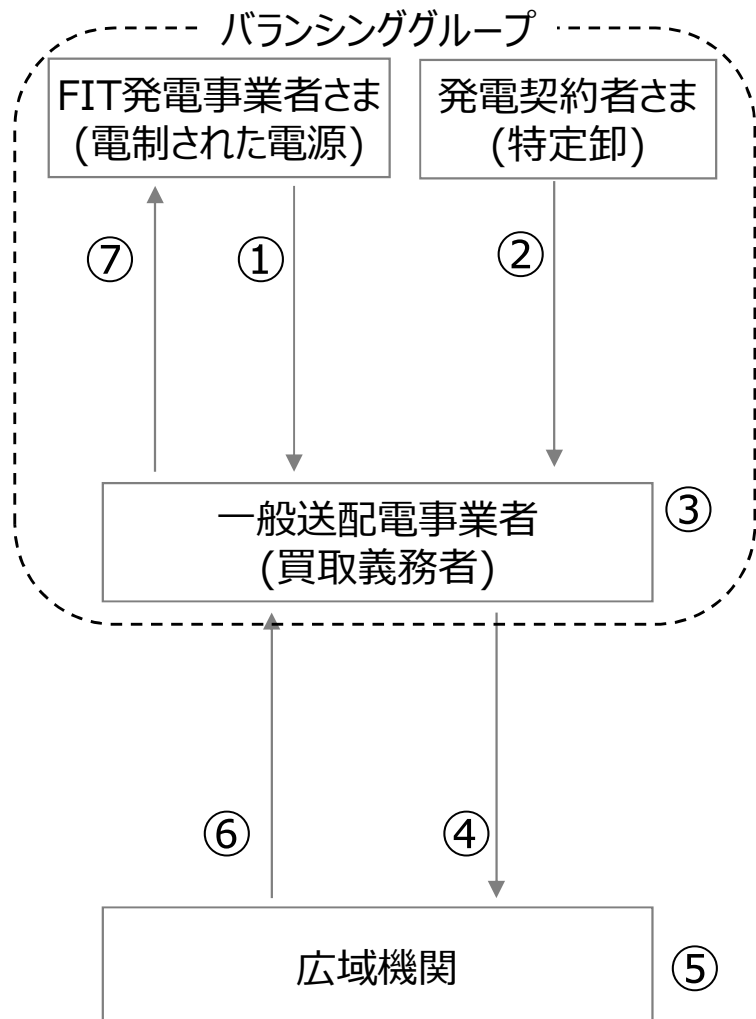 バランシンググループ
FIT発電事業者さま
(電制された電源)
発電契約者さま
(特定卸)
⑦
①
②
一般送配電事業者
(買取義務者)
③
⑥
④
広域機関
⑤